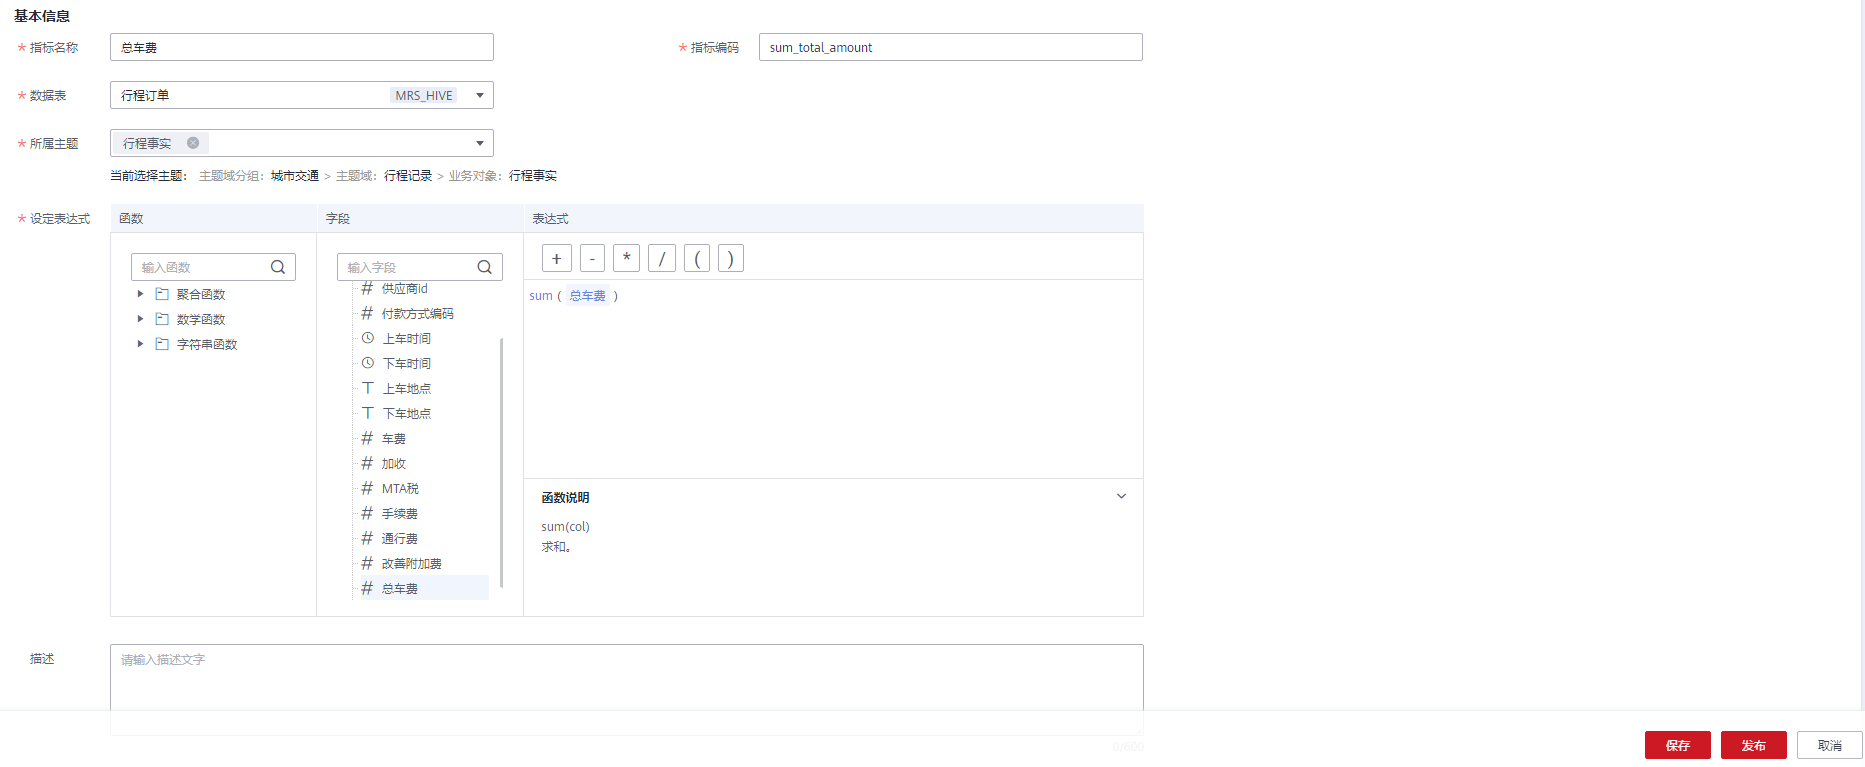 基本信息
* 指标名称 总车费 * 指标编码 sum_total_amount
* 数据表 行程订单 MRS_HIVE
* 所属主题 行程事实
当前选择主题： 主题域分组：城市交通 > 主题域：行程记录 > 业务对象：行程事实
* 设定表达式 函数 字段 表达式
输入函数
聚合函数
数学函数
字符串函数
输入字段
供应商id
付款方式编码
上车时间
下车时间
上车地点
下车地点
车费
加收
MTA税
手续费
通行费
改善附加费
总车费
+ - * / ( )
sum ( 总车费 )
函数说明
sum(col)
求和。
描述 请输入描述文字
0/600
保存 发布 取消